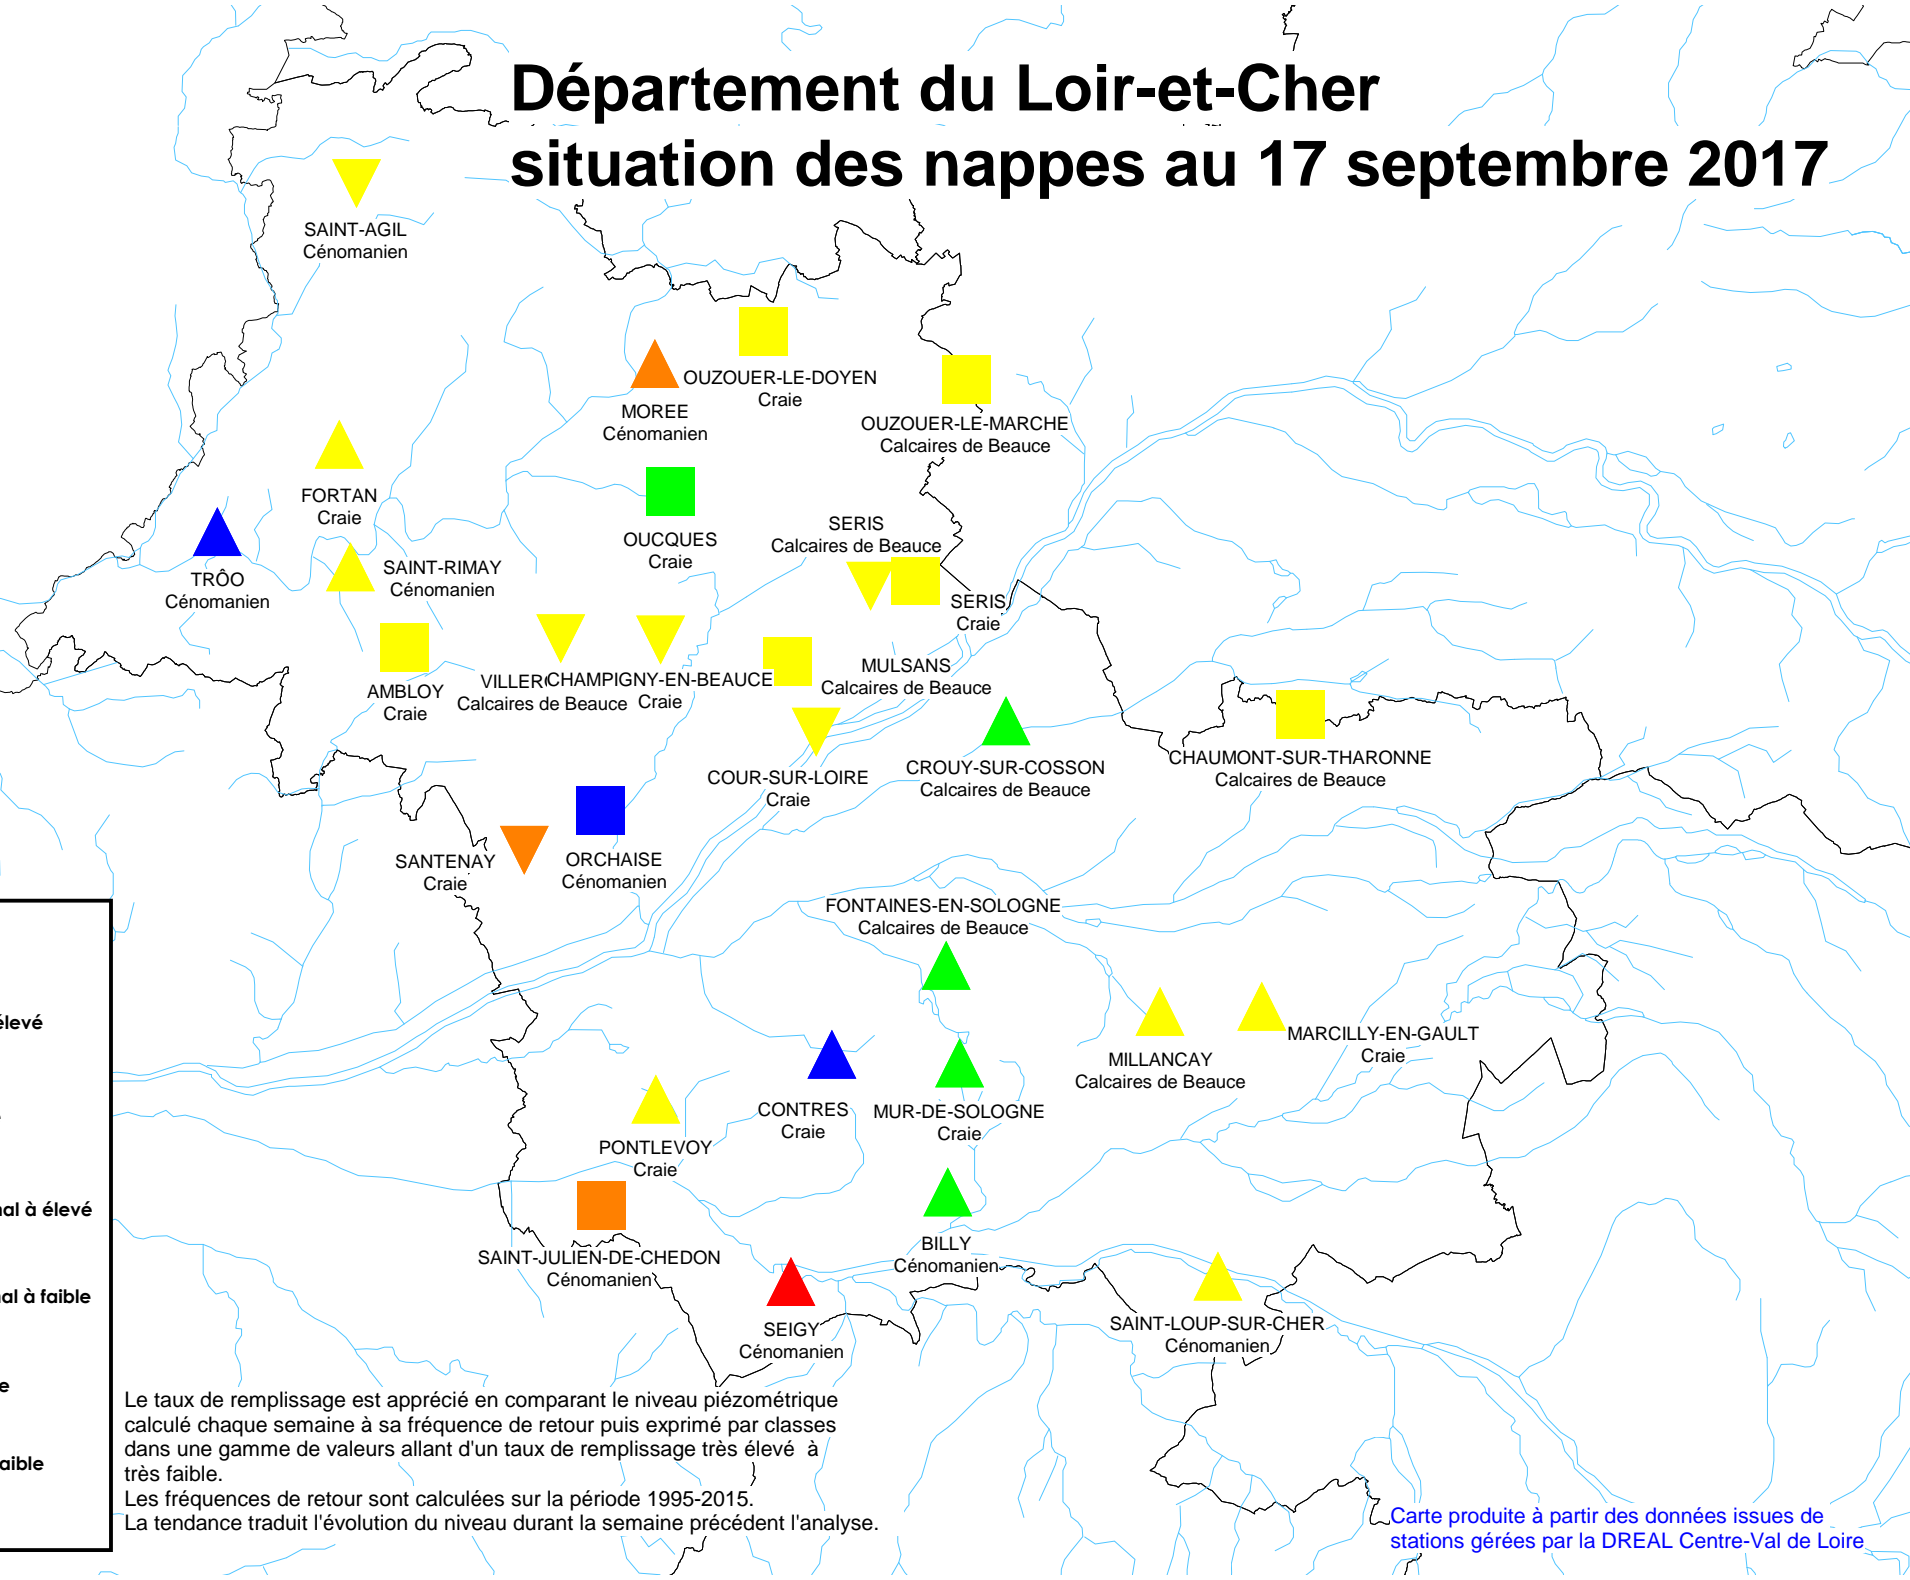 Département du Loir-et-Cher
situation des nappes au 17 septembre 2017
SAINT-AGIL
Cénomanien
OUZOUER-LE-DOYEN
Craie
MOREE
Cénomanien
OUZOUER-LE-MARCHE
Calcaires de Beauce
FORTAN
Craie
OUCQUES
Craie
SERIS
Calcaires de Beauce
TRÔO
Cénomanien
SAINT-RIMAY
Cénomanien
SERIS
Craie
AMBLOY
Craie
Calcaires de Beauce
CHAMPIGNY-EN-BEAUCE
Craie
MULSANS
Calcaires de Beauce
COUR-SUR-LOIRE
Craie
CROUY-SUR-COSSON
Calcaires de Beauce
CHAUMONT-SUR-THARONNE
Calcaires de Beauce
SANTENAY
Craie
ORCHAISE
Cénomanien
FONTAINES-EN-SOLOGNE
Calcaires de Beauce
MILLANCAY
Calcaires de Beauce
MARCILLY-EN-GAULT
Craie
CONTRES
Craie
MUR-DE-SOLOGNE
Craie
PONTLEVOY
Craie
SAINT-JULIEN-DE-CHEDON
Cénomanien
BILLY
Cénomanien
SEIGY
Cénomanien
SAINT-LOUP-SUR-CHER
Cénomanien
élevé
à élevé
à faible
Le taux de remplissage est apprécié en comparant le niveau piézométrique
calculé chaque semaine à sa fréquence de retour puis exprimé par classes
dans une gamme de valeurs allant d'un taux de remplissage très élevé à
très faible.
Les fréquences de retour sont calculées sur la période 1995-2015.
La tendance traduit l'évolution du niveau durant la semaine précédent l'analyse.
Carte produite à partir des données issues de
stations gérées par la DREAL Centre-Val de Loire